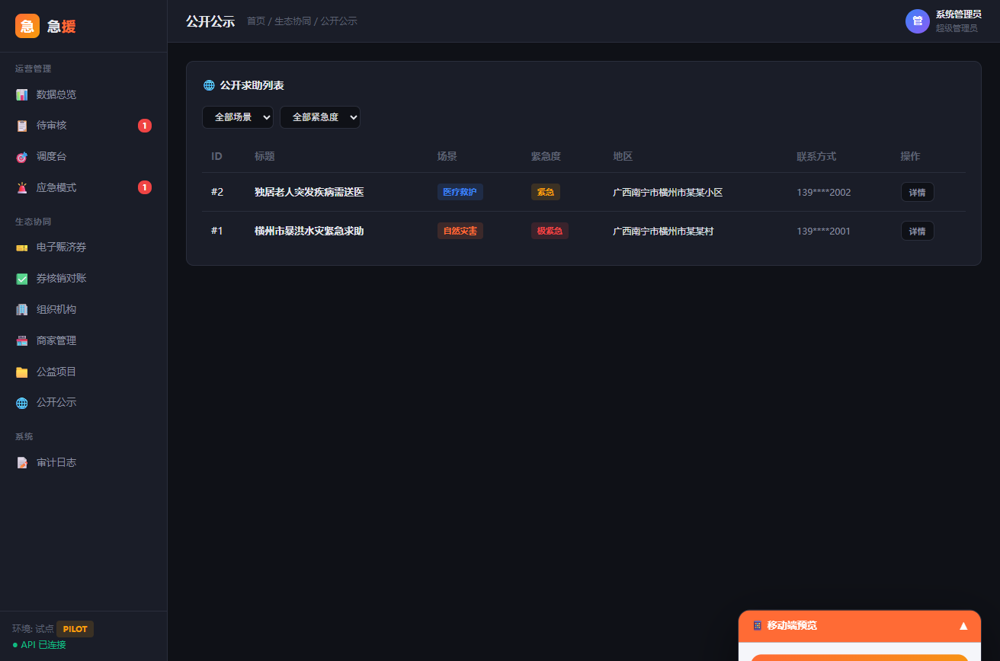 急 急援
运营管理
数据总览
待审核 1
调度台
应急模式 1
生态协同
电子赈济券
券核销对账
组织机构
商家管理
公益项目
公开公示
系统
审计日志
环境: 试点 PILOT
API 已连接
公开公示 首页 / 生态协同 / 公开公示
管 系统管理员
超级管理员
公开求助列表
全部场景 全部紧急度
ID 标题 场景 紧急度 地区 联系方式 操作
#2 独居老人突发疾病需送医 医疗救护 紧急 广西南宁市横州市某某小区 139****2002 详情
#1 横州市暴洪水灾紧急求助 自然灾害 极紧急 广西南宁市横州市某某村 139****2001 详情
移动端预览 ▲